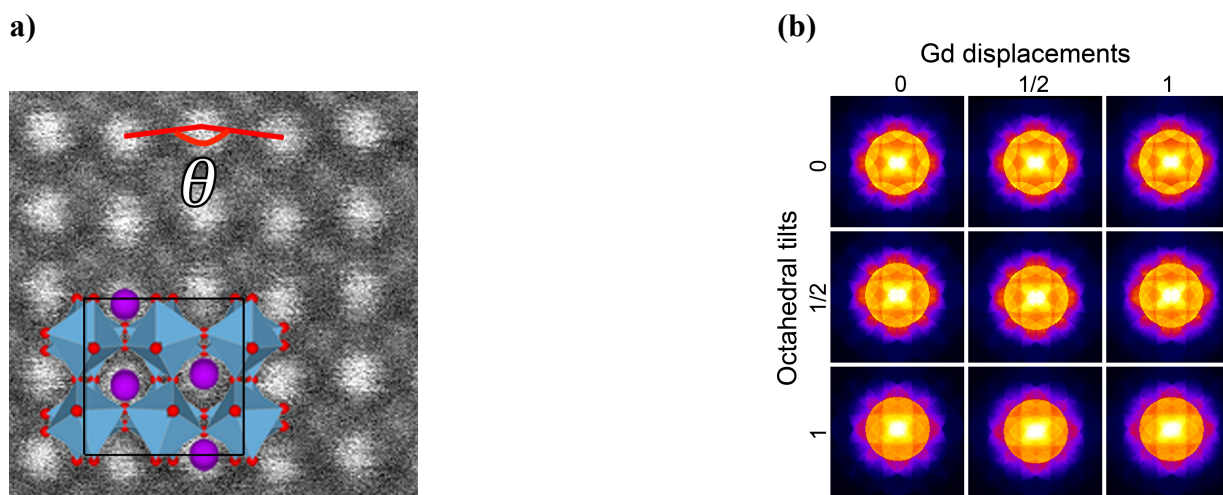 a)
θ
(b)
Gd displacements
0 1/2 1
Octahedral tilts
0
1/2
1